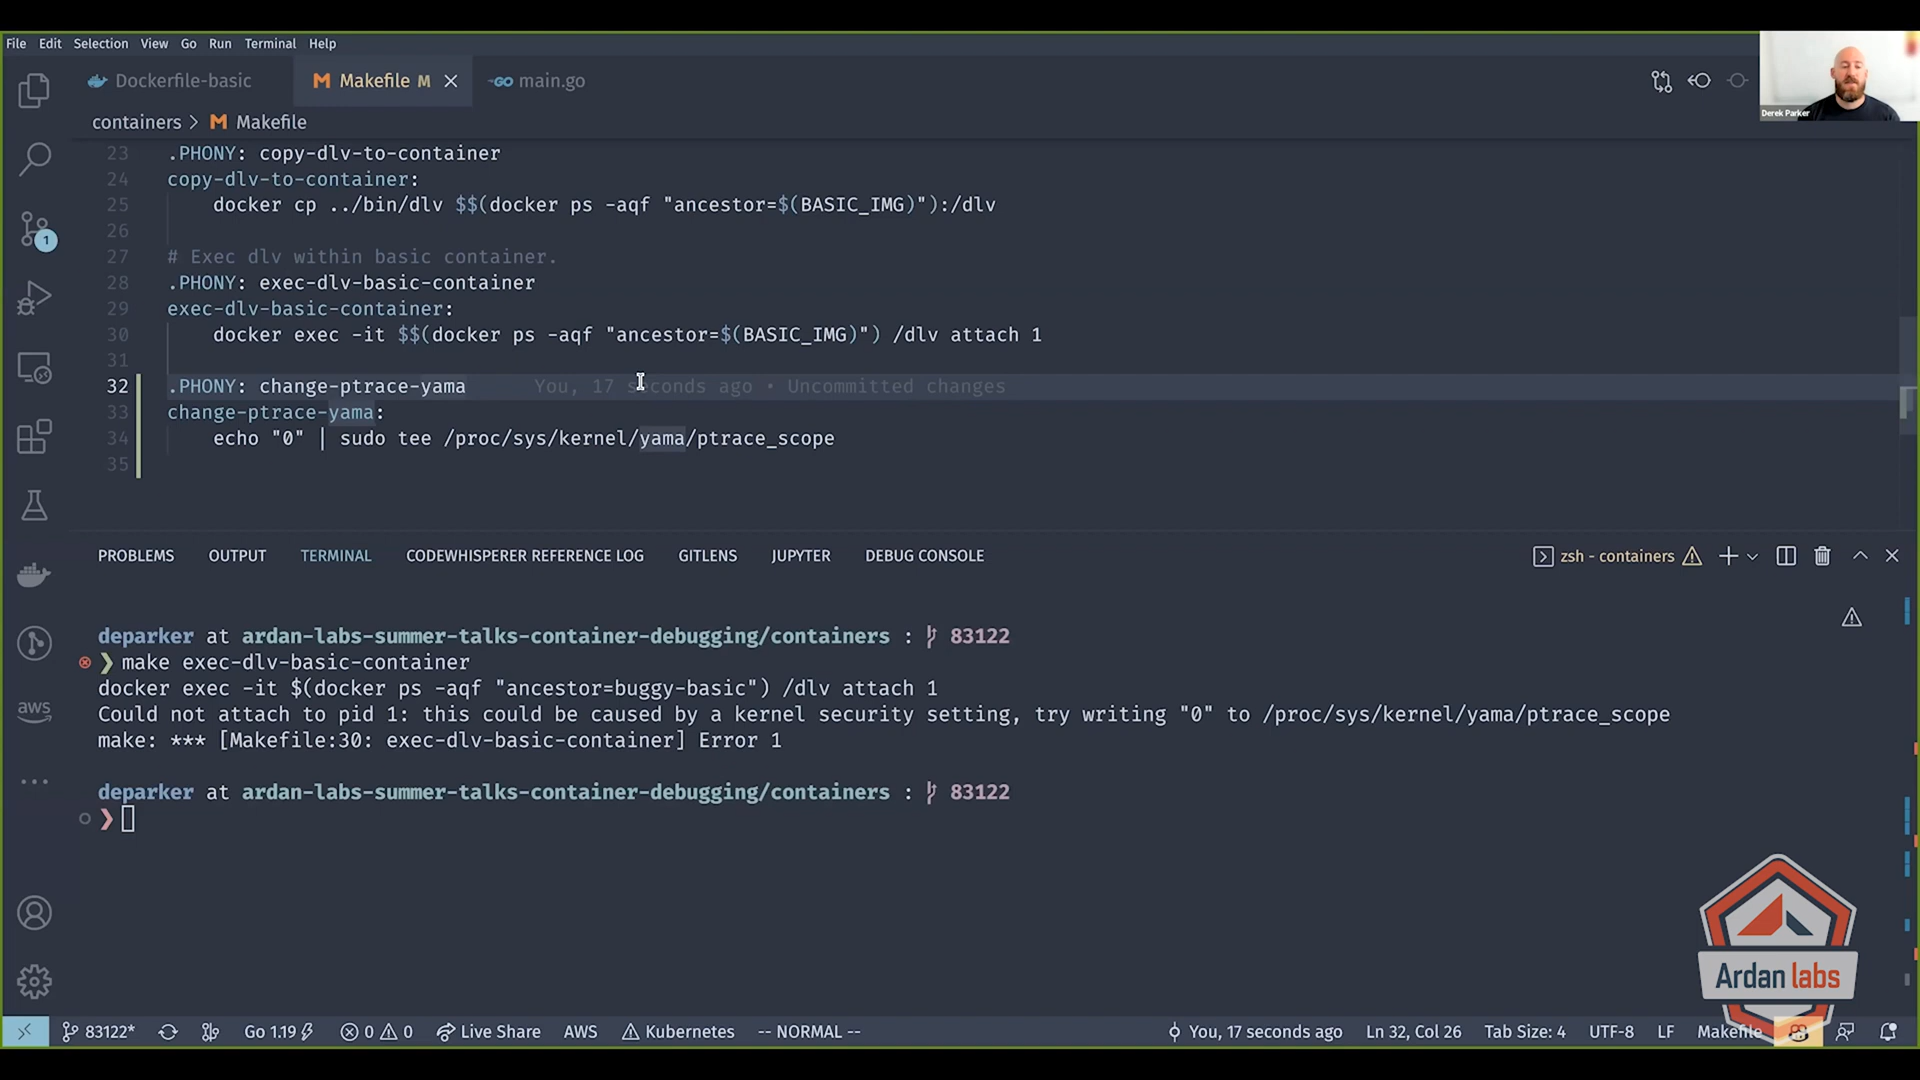 File Edit Selection View Go Run Terminal Help
Dockerfile-basic
Makefile M
main.go
Derek Parker
containers > Makefile
23 .PHONY: copy-dlv-to-container
24 copy-dlv-to-container:
25 docker cp ../bin/dlv $$(docker ps -aqf "ancestor=$(BASIC_IMG)"):/dlv
26
27 # Exec dlv within basic container.
28 .PHONY: exec-dlv-basic-container
29 exec-dlv-basic-container:
30 docker exec -it $$(docker ps -aqf "ancestor=$(BASIC_IMG)") /dlv attach 1
31
32 .PHONY: change-ptrace-yama You, 17 seconds ago • Uncommitted changes
33 change-ptrace-yama:
34 echo "0" | sudo tee /proc/sys/kernel/yama/ptrace_scope
35
1
aws
PROBLEMS OUTPUT TERMINAL CODEWHISPERER REFERENCE LOG GITLENS JUPYTER DEBUG CONSOLE
zsh - containers
deparker at ardan-labs-summer-talks-container-debugging/containers : 83122
❯ make exec-dlv-basic-container
docker exec -it $(docker ps -aqf "ancestor=buggy-basic") /dlv attach 1
Could not attach to pid 1: this could be caused by a kernel security setting, try writing "0" to /proc/sys/kernel/yama/ptrace_scope
make: *** [Makefile:30: exec-dlv-basic-container] Error 1
deparker at ardan-labs-summer-talks-container-debugging/containers : 83122
❯
Ardan labs
83122* Go 1.19 0 0 Live Share AWS Kubernetes -- NORMAL -- You, 17 seconds ago Ln 32, Col 26 Tab Size: 4 UTF-8 LF Makefile